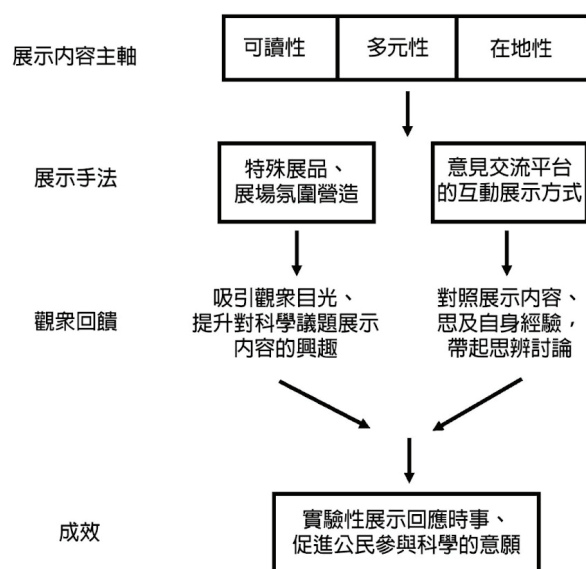 展示内容主軸
可讀性 多元性 在地性
展示手法
特殊展品、
展場氛圍營造
意見交流平台
的互動展示方式
觀眾回饋
吸引觀眾目光、
提升對科學議題展示
内容的興趣
對照展示内容、
思及自身經驗，
帶起思辨討論
成效
實驗性展示回應時事、
促進公民參與科學的意願